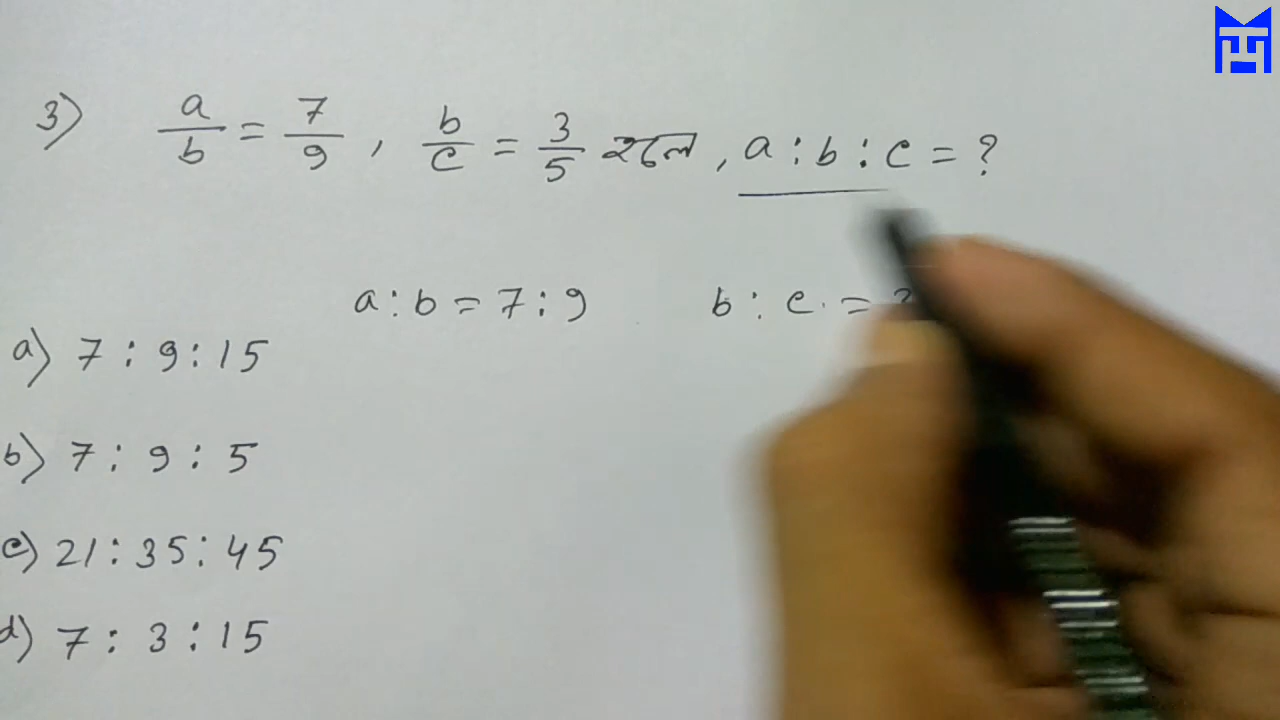 3) a/b = 7/9 , b/c = 3/5 হলে , a : b : c = ?
a : b = 7 : 9 b : c =
a) 7 : 9 : 15
b) 7 : 9 : 5
c) 21 : 35 : 45
d) 7 : 3 : 15